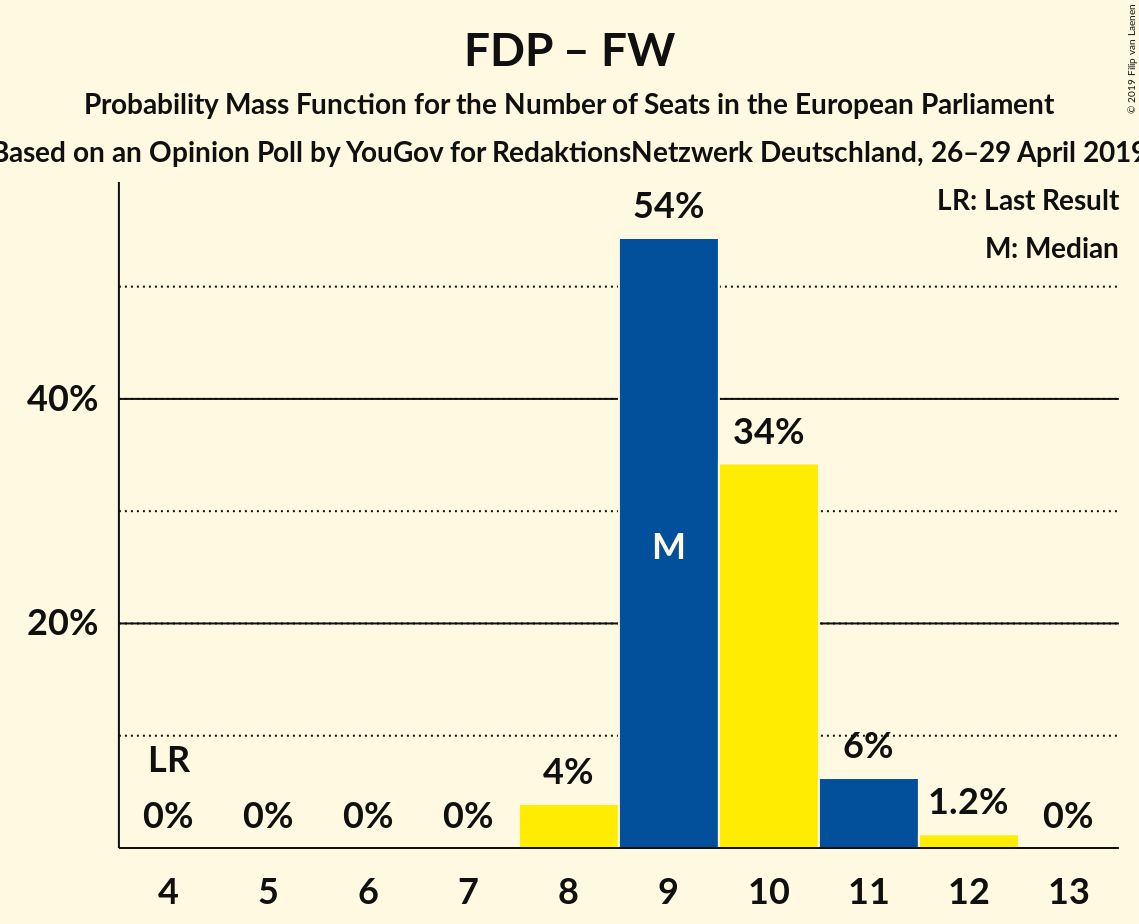 FDP – FW
Probability Mass Function for the Number of Seats in the European Parliament
Based on an Opinion Poll by YouGov for RedaktionsNetzwerk Deutschland, 26–29 April 2019
© 2019 Filip van Laenen
LR: Last Result
M: Median
54%
40%
34%
M
20%
LR
6%
4%
1.2%
0% 0% 0% 0% 0%
4 5 6 7 8 9 10 11 12 13